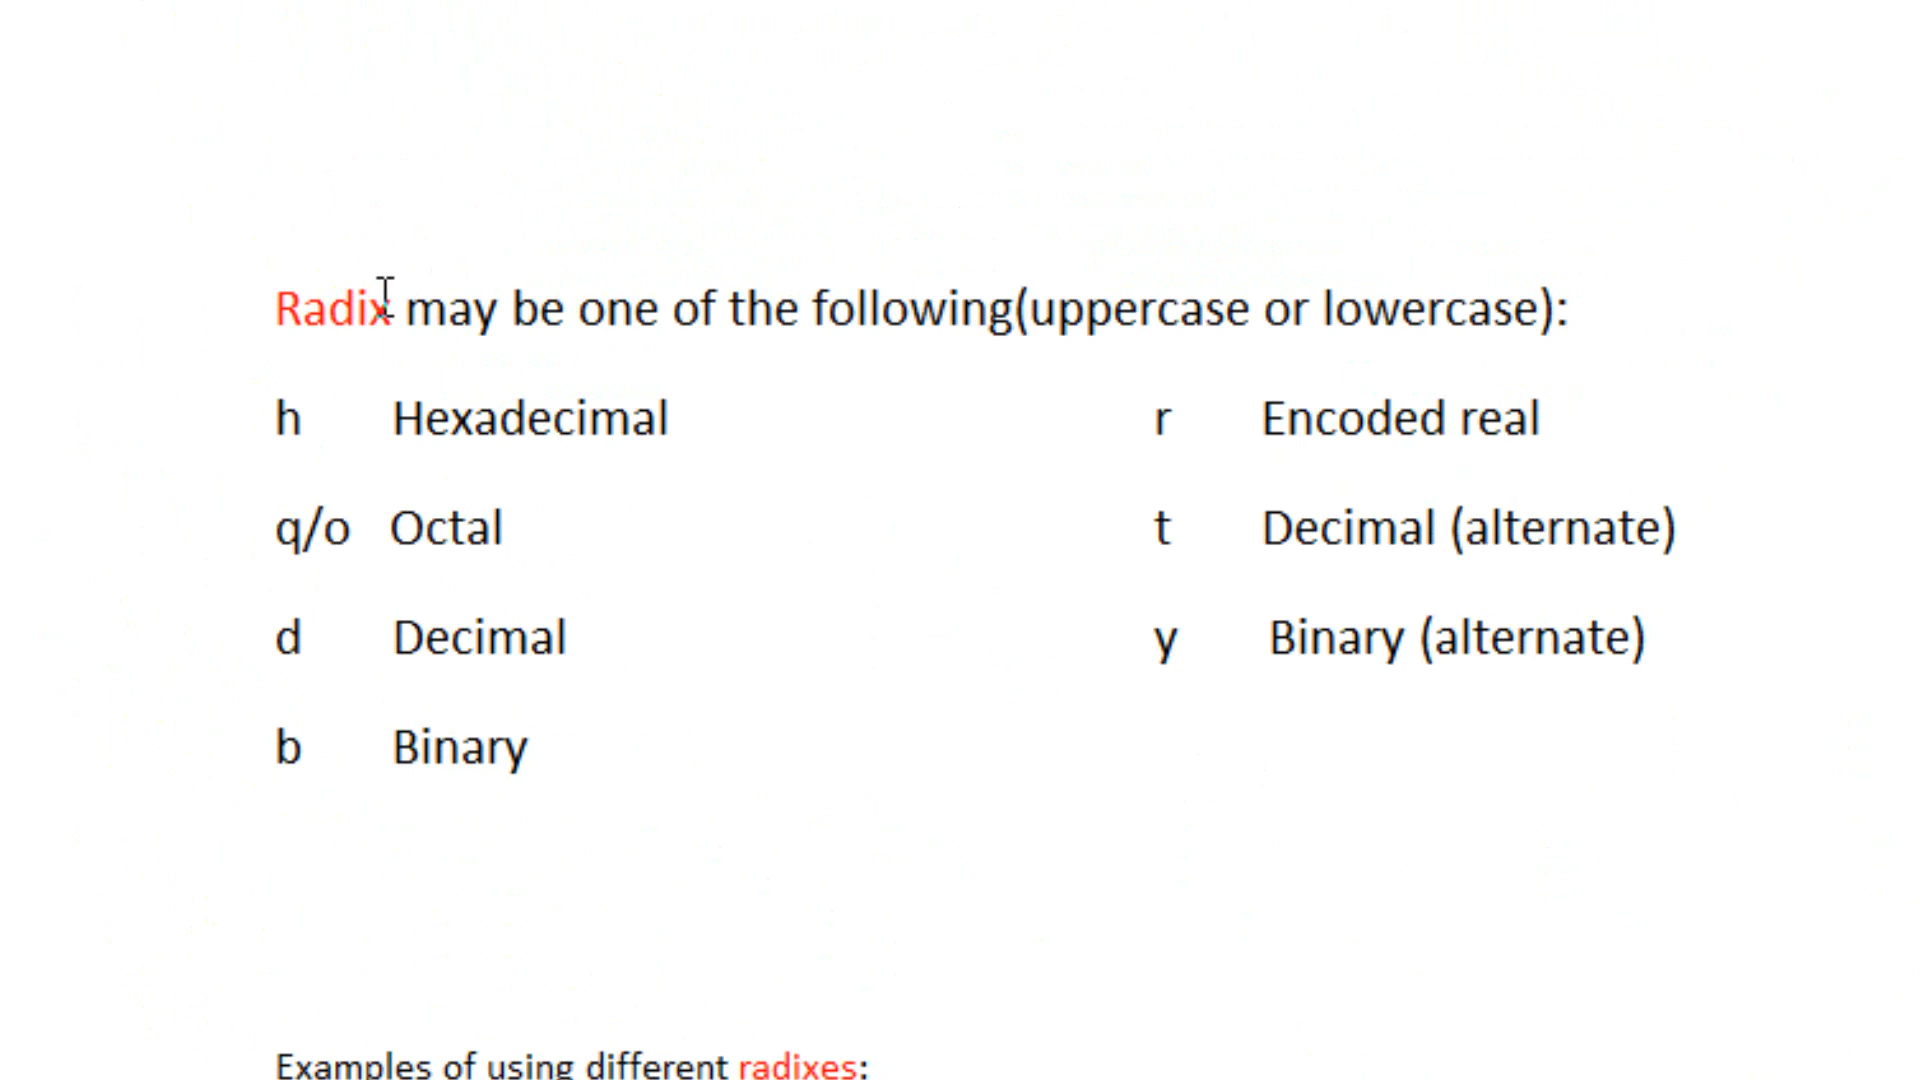 Radix may be one of the following(uppercase or lowercase):
h Hexadecimal r Encoded real
q/o Octal t Decimal (alternate)
d Decimal y Binary (alternate)
b Binary
Examples of using different radixes: